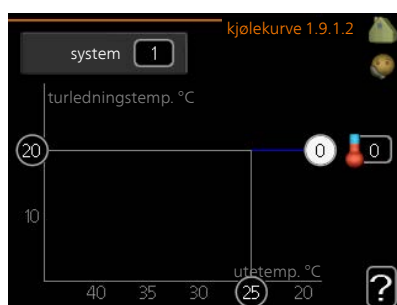 kjølekurve 1.9.1.2
system 1
turledningstemp. °C
20 0 0
10
utetemp. °C
40 35 30 25 20
?